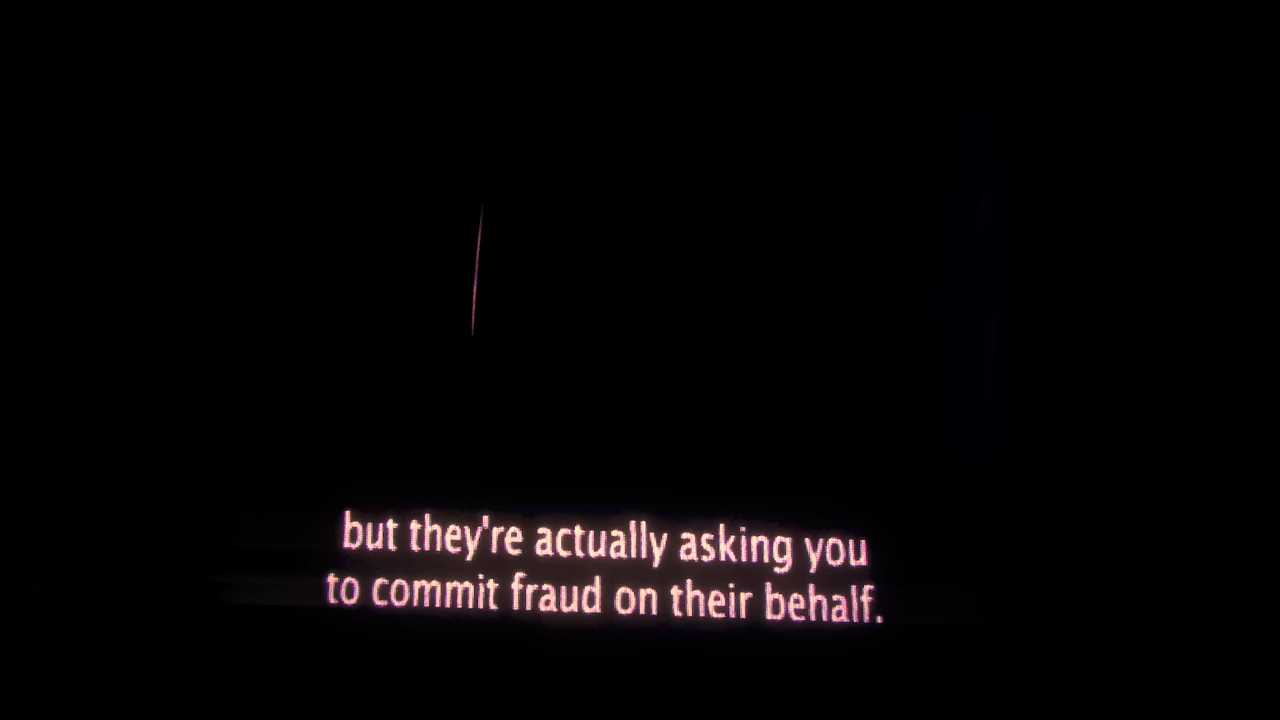 but they're actually asking you
to commit fraud on their behalf.